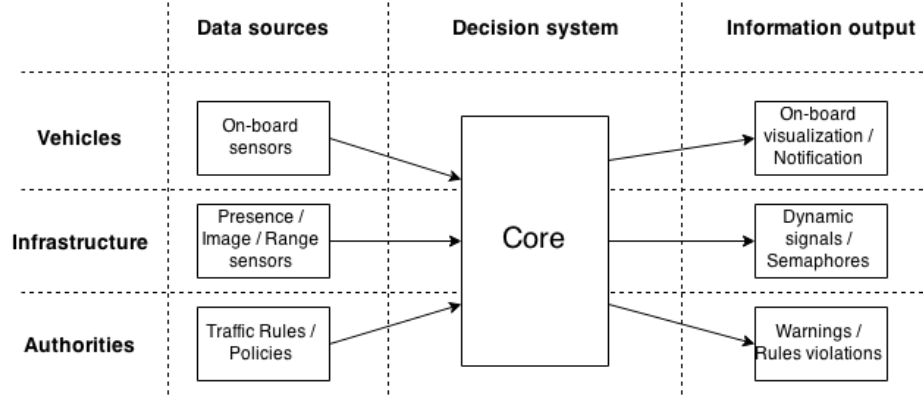 Data sources
Decision system
Information output
Vehicles
On-board
sensors
On-board
visualization /
Notification
Infrastructure
Presence /
Image / Range
sensors
Core
Dynamic
signals /
Semaphores
Authorities
Traffic Rules /
Policies
Warnings /
Rules violations